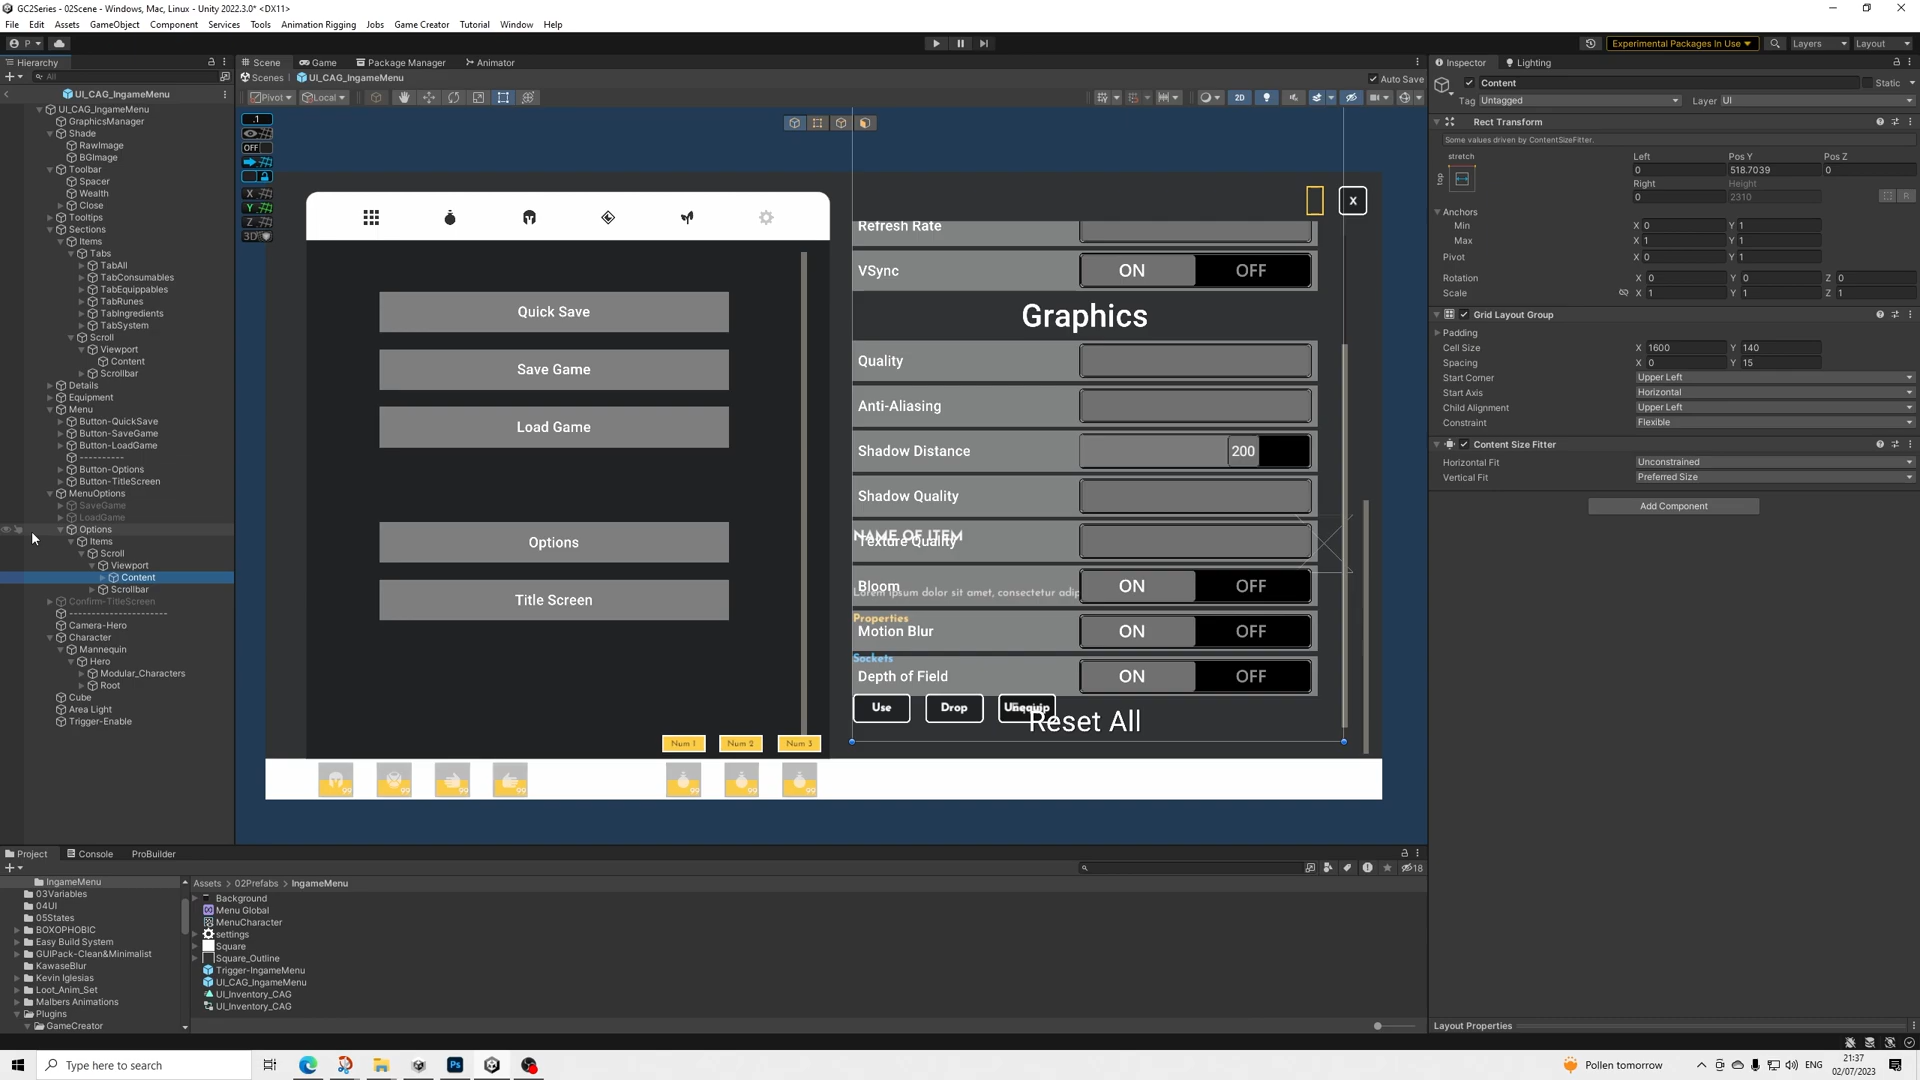 GC2Series - 02Scene - Windows, Mac, Linux - Unity 2022.3.0* <DX11>
File Edit Assets GameObject Component Services Tools Animation Rigging Jobs Game Creator Tutorial Window Help
P
Experimental Packages In Use
Layers
Layout
Hierarchy
All
UI_CAG_IngameMenu
UI_CAG_IngameMenu
GraphicsManager
Shade
RawImage
BGImage
Toolbar
Spacer
Wealth
Close
Tooltips
Sections
Items
Tabs
TabAll
TabConsumables
TabEquippables
TabRunes
TabIngredients
TabSystem
Scroll
Viewport
Content
Scrollbar
Details
Equipment
Menu
Button-QuickSave
Button-SaveGame
Button-LoadGame
----------
Button-Options
Button-TitleScreen
MenuOptions
SaveGame
LoadGame
Options
Items
Scroll
Viewport
Content
Scrollbar
Confirm-TitleScreen
----------------------
Camera-Hero
Character
Mannequin
Hero
Modular_Characters
Root
Cube
Area Light
Trigger-Enable
Scene Game Package Manager Animator
Scenes UI_CAG_IngameMenu
Auto Save
Pivot Local 2D
.1
OFF
X
Y
Z
3D
Quick Save
Save Game
Load Game
Options
Title Screen
Num 1 Num 2 Num 3
99 99 99 99 99 99 99
X
Refresh Rate
VSync ON OFF
Graphics
Quality
Anti-Aliasing
Shadow Distance 200
Shadow Quality
NAME OF ITEM
Texture Quality
Bloom ON OFF
Lorem ipsum dolor sit amet, consectetur adip
Properties
Motion Blur ON OFF
Sockets
Depth of Field ON OFF
Use Drop Unequip
Reset All
Inspector Lighting
Content
Static
Tag Untagged Layer UI
Rect Transform
Some values driven by ContentSizeFitter.
stretch
top
Left Pos Y Pos Z
0 518.7039 0
Right Height
0 2310
R
Anchors
Min X 0 Y 1
Max X 1 Y 1
Pivot X 0 Y 1
Rotation X 0 Y 0 Z 0
Scale X 1 Y 1 Z 1
Grid Layout Group
Padding
Cell Size X 1600 Y 140
Spacing X 0 Y 15
Start Corner Upper Left
Start Axis Horizontal
Child Alignment Upper Left
Constraint Flexible
Content Size Fitter
Horizontal Fit Unconstrained
Vertical Fit Preferred Size
Add Component
Layout Properties
Project Console ProBuilder
18
IngameMenu
03Variables
04UI
05States
BOXOPHOBIC
Easy Build System
GUIPack-Clean&Minimalist
KawaseBlur
Kevin Iglesias
Loot_Anim_Set
Malbers Animations
Plugins
GameCreator
Assets > 02Prefabs > IngameMenu
Background
Menu Global
MenuCharacter
settings
Square
Square_Outline
Trigger-IngameMenu
UI_CAG_IngameMenu
UI_Inventory_CAG
UI_Inventory_CAG
Type here to search
Ps
Pollen tomorrow
ENG
21:37
02/07/2023